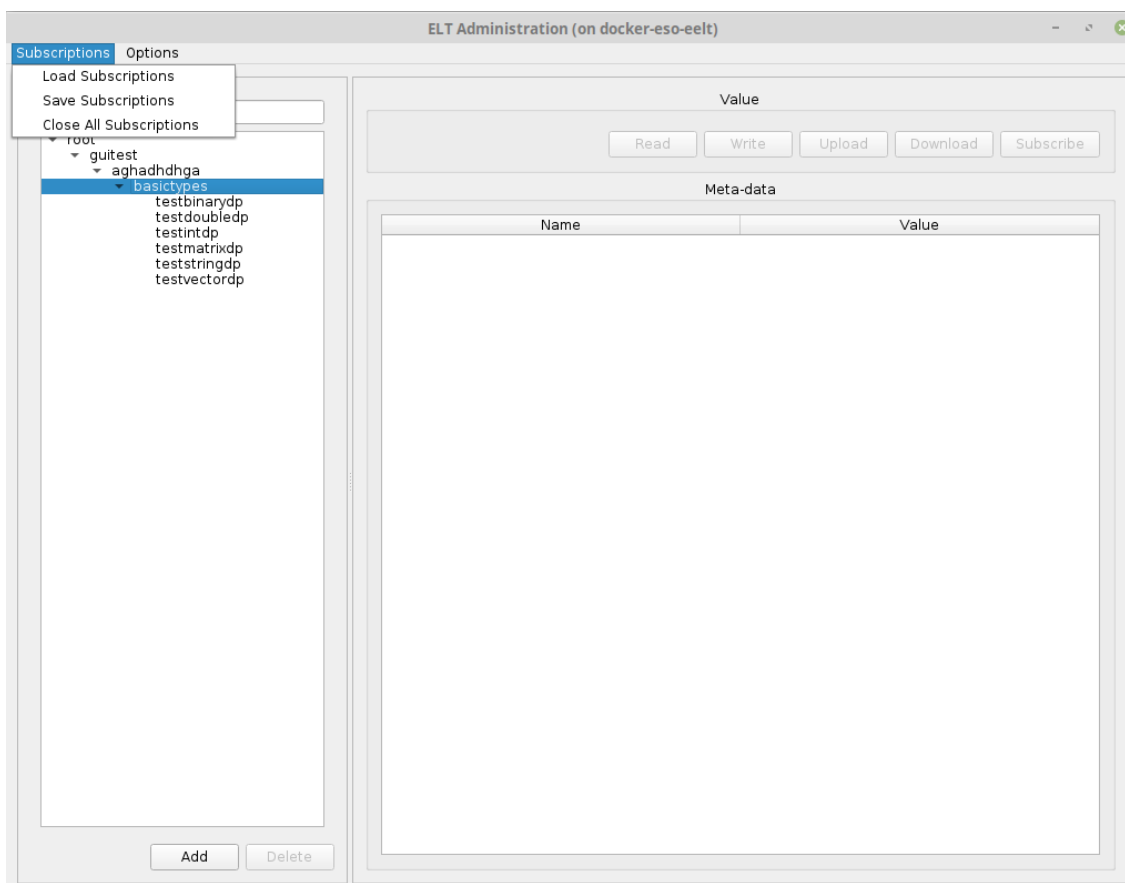 ELT Administration (on docker-eso-eelt)
Subscriptions Options
Load Subscriptions
Save Subscriptions
Close All Subscriptions
root
guitest
aghadhdhga
basictypes
testbinarydp
testdoubledp
testintdp
testmatrixdp
teststringdp
testvectordp
Add Delete
Value
Read Write Upload Download Subscribe
Meta-data
Name Value